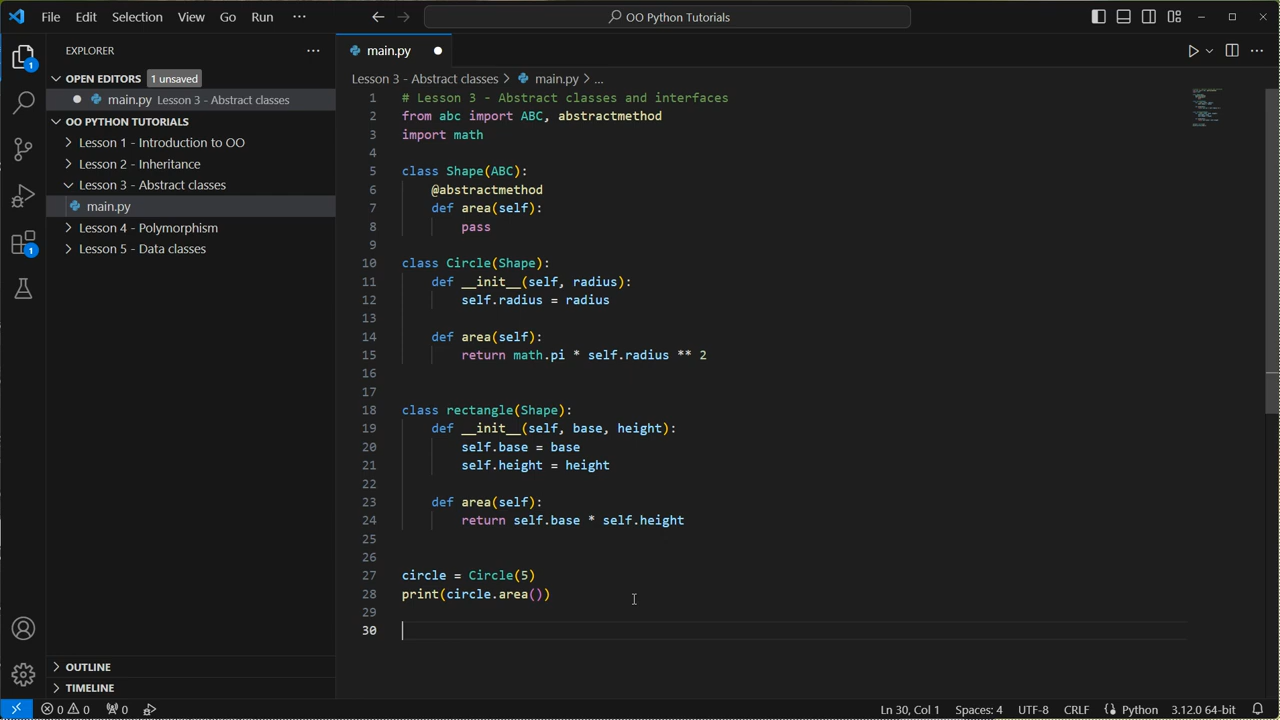 File Edit Selection View Go Run ··· OO Python Tutorials
EXPLORER ···
1
OPEN EDITORS 1 unsaved
main.py Lesson 3 - Abstract classes
OO PYTHON TUTORIALS
Lesson 1 - Introduction to OO
Lesson 2 - Inheritance
Lesson 3 - Abstract classes
main.py
Lesson 4 - Polymorphism
Lesson 5 - Data classes
1
OUTLINE
TIMELINE
main.py
Lesson 3 - Abstract classes > main.py > ...
1 # Lesson 3 - Abstract classes and interfaces
2 from abc import ABC, abstractmethod
3 import math
4
5 class Shape(ABC):
6     @abstractmethod
7     def area(self):
8         pass
9
10 class Circle(Shape):
11     def __init__(self, radius):
12         self.radius = radius
13
14     def area(self):
15         return math.pi * self.radius ** 2
16
17
18 class rectangle(Shape):
19     def __init__(self, base, height):
20         self.base = base
21         self.height = height
22
23     def area(self):
24         return self.base * self.height
25
26
27 circle = Circle(5)
28 print(circle.area())
29
30
0 0 0 Ln 30, Col 1 Spaces: 4 UTF-8 CRLF Python 3.12.0 64-bit